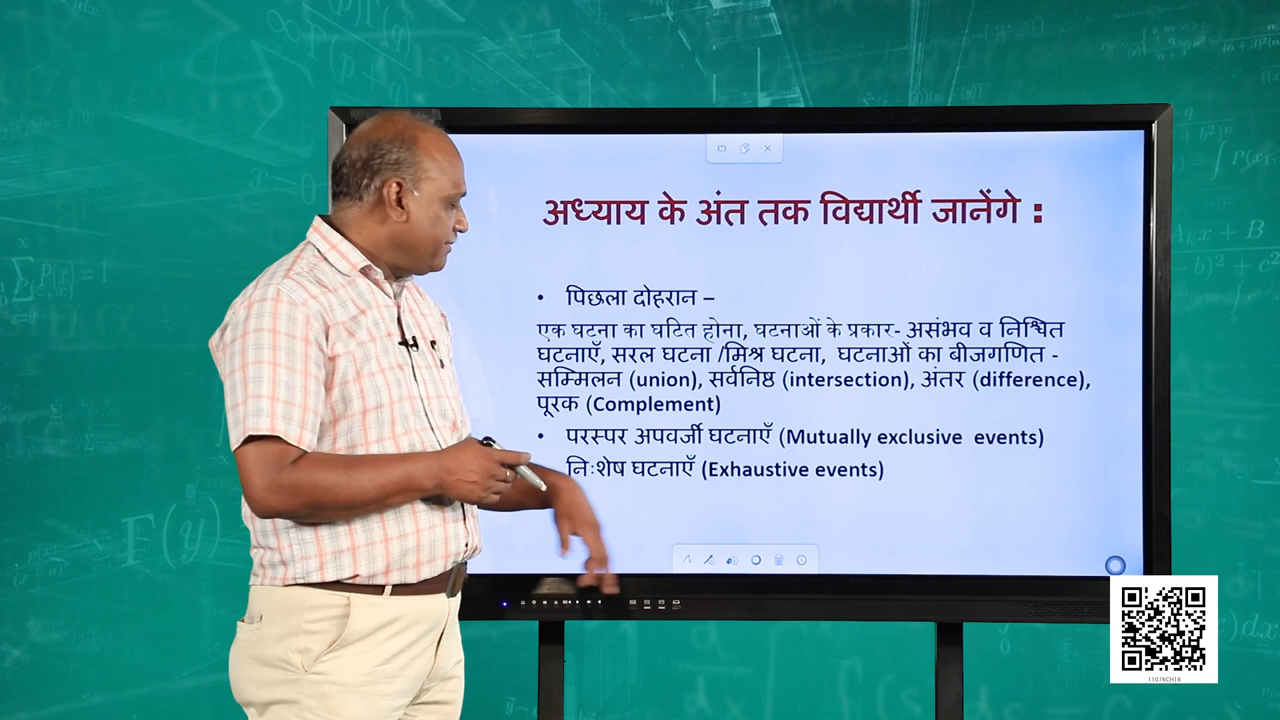 अध्याय के अंत तक विद्यार्थी जानेंगे :
• पिछला दोहरान –
एक घटना का घटित होना, घटनाओं के प्रकार- असंभव व निश्चित
घटनाएँ, सरल घटना /मिश्र घटना, घटनाओं का बीजगणित -
सम्मिलन (union), सर्वनिष्ठ (intersection), अंतर (difference),
पूरक (Complement)
• परस्पर अपवर्जी घटनाएँ (Mutually exclusive events)
निःशेष घटनाएँ (Exhaustive events)
11076CH16